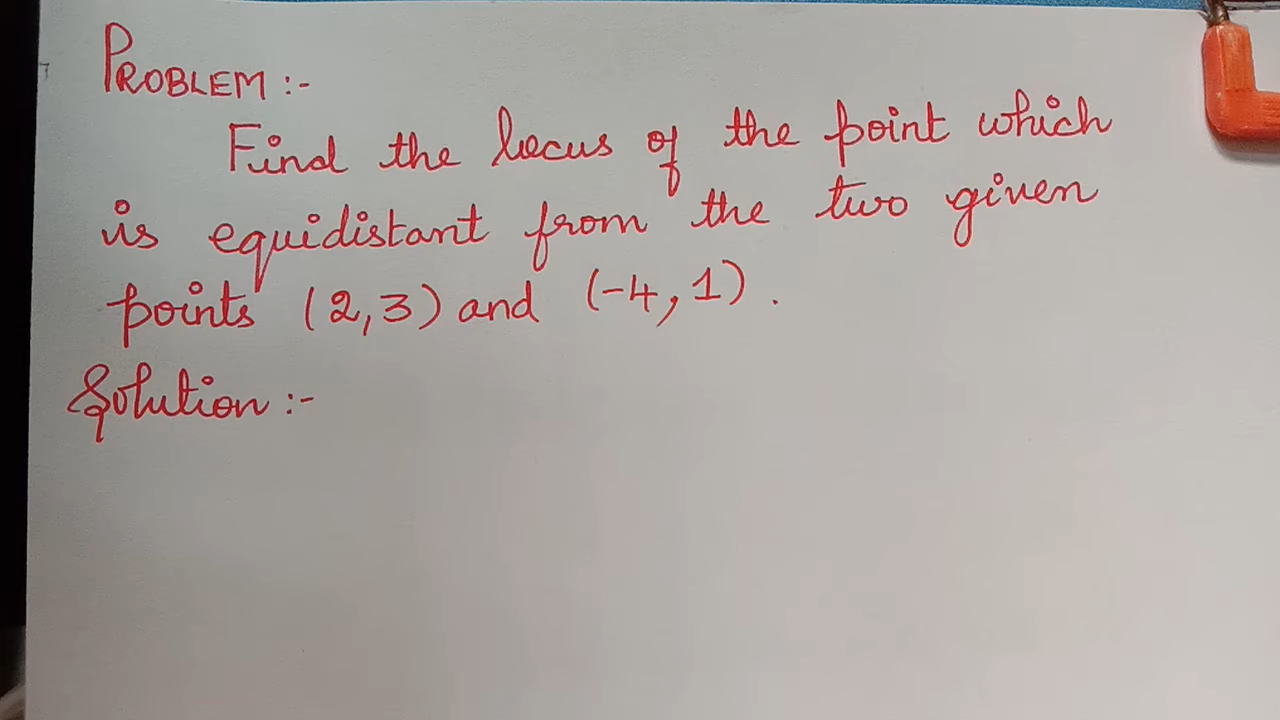 PROBLEM :-
Find the locus of the point which
is equidistant from the two given
points (2,3) and (-4,1).
Solution :-